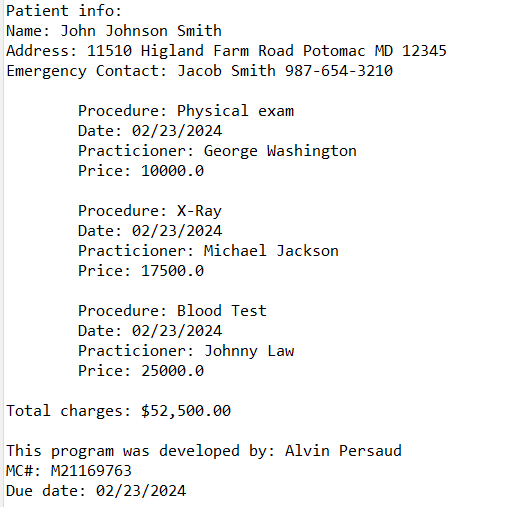 Patient info:
Name: John Johnson Smith
Address: 11510 Higland Farm Road Potomac MD 12345
Emergency Contact: Jacob Smith 987-654-3210
Procedure: Physical exam
Date: 02/23/2024
Practicioner: George Washington
Price: 10000.0
Procedure: X-Ray
Date: 02/23/2024
Practicioner: Michael Jackson
Price: 17500.0
Procedure: Blood Test
Date: 02/23/2024
Practicioner: Johnny Law
Price: 25000.0
Total charges: $52,500.00
This program was developed by: Alvin Persaud
MC#: M21169763
Due date: 02/23/2024